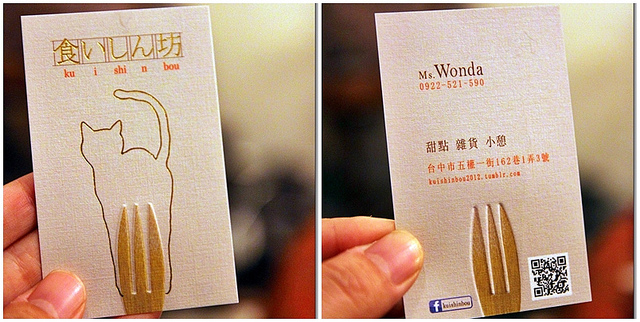 食いしん坊
ku i shi n bou
Ms. Wonda
0922-521-590
甜點 雜貨 小憩
台中市五權一街162巷1弄3號
kuishinbou2012.tumblr.com
f kuishinbou